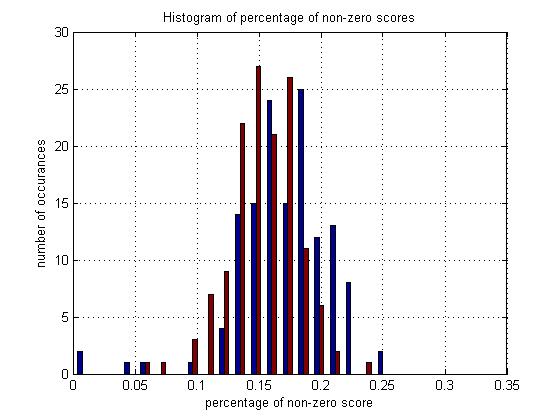 Histogram of percentage of non-zero scores
30
25
20
15
10
5
0
number of occurances
0 0.05 0.1 0.15 0.2 0.25 0.3 0.35
percentage of non-zero score